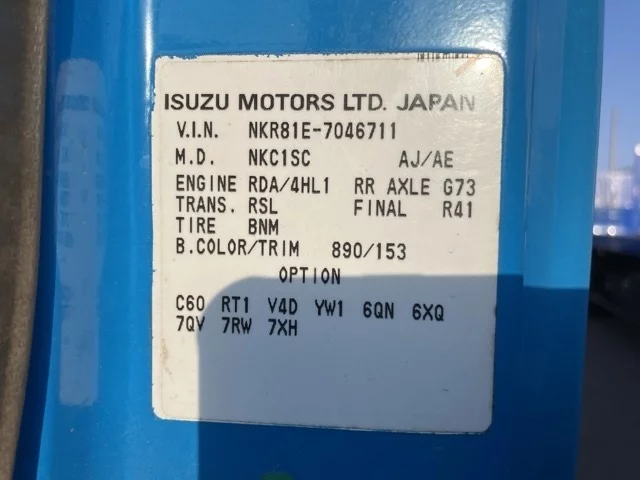 ISUZU MOTORS LTD. JAPAN
V.I.N. NKR81E-7046711
M.D. NKC1SC AJ/AE
ENGINE RDA/4HL1 RR AXLE G73
TRANS. RSL FINAL R41
TIRE BNM
B.COLOR/TRIM 890/153
OPTION
C60 RT1 V4D YW1 6QN 6XQ
7QV 7RW 7XH